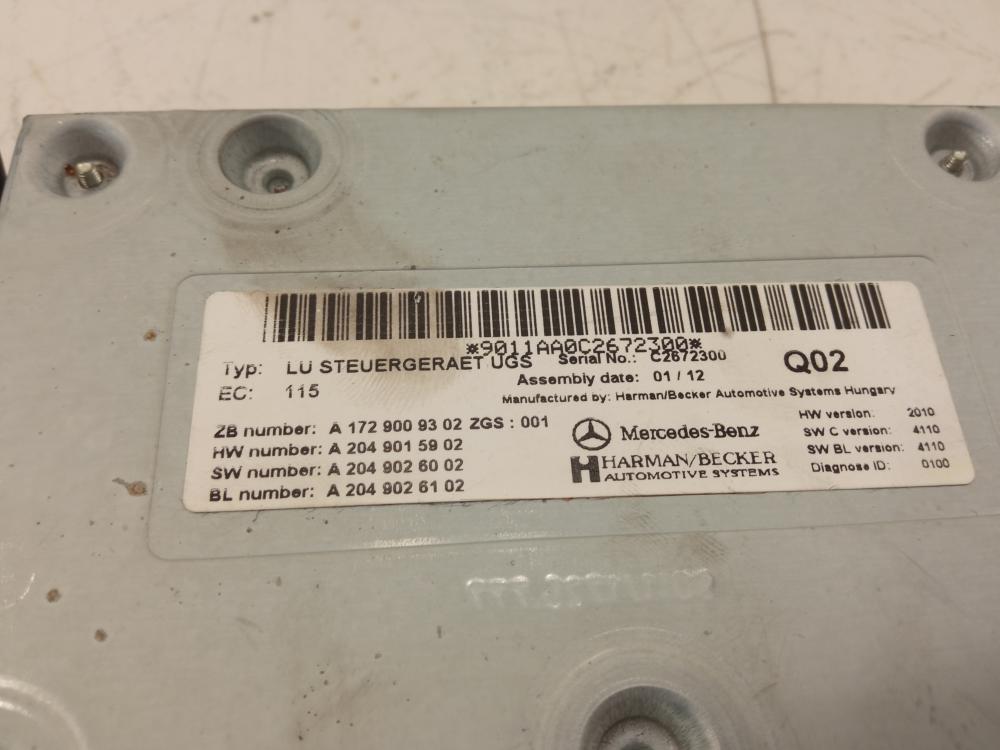 *9011AA0C2672300*
Typ: LU STEUERGERAET UGS Serial No.: C2672300 Q02
EC: 115 Assembly date: 01 / 12
Manufactured by: Harman/Becker Automotive Systems Hungary
ZB number: A 172 900 93 02 ZGS : 001
HW number: A 204 901 59 02
SW number: A 204 902 60 02
BL number: A 204 902 61 02
Mercedes-Benz
HARMAN/BECKER
AUTOMOTIVE SYSTEMS
HW version: 2010
SW C version: 4110
SW BL version: 4110
Diagnose ID: 0100